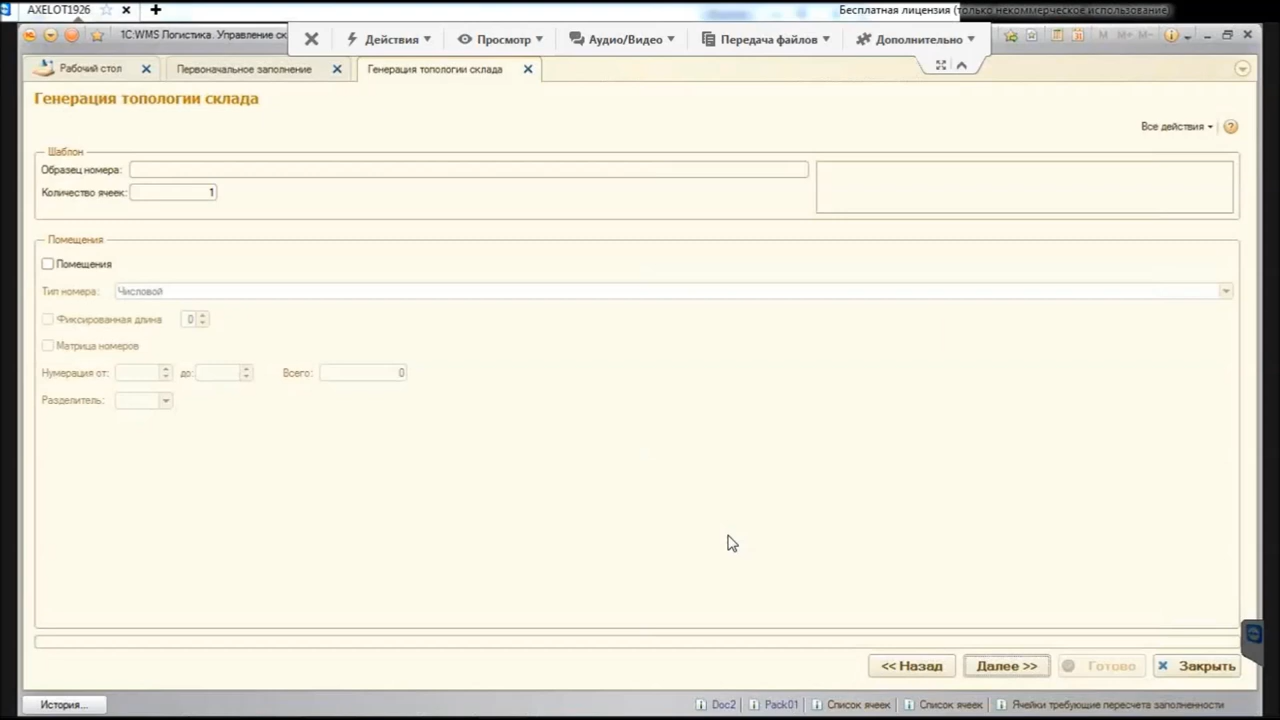 AXELOT1926
Бесплатная лицензия (только некоммерческое использование)
1С:WMS Логистика. Управление ск
Действия
Просмотр
Аудио/Видео
Передача файлов
Дополнительно
M M+ M-
Рабочий стол
Первоначальное заполнение
Генерация топологии склада
Генерация топологии склада
Все действия
Шаблон
Образец номера:
Количество ячеек: 1
Помещения
Помещения
Тип номера: Числовой
Фиксированная длина 0
Матрица номеров
Нумерация от: до: Всего: 0
Разделитель:
<< Назад
Далее >>
Готово
Закрыть
История...
Doc2
Pack01
Список ячеек
Список ячеек
Ячейки требующие пересчета заполненности